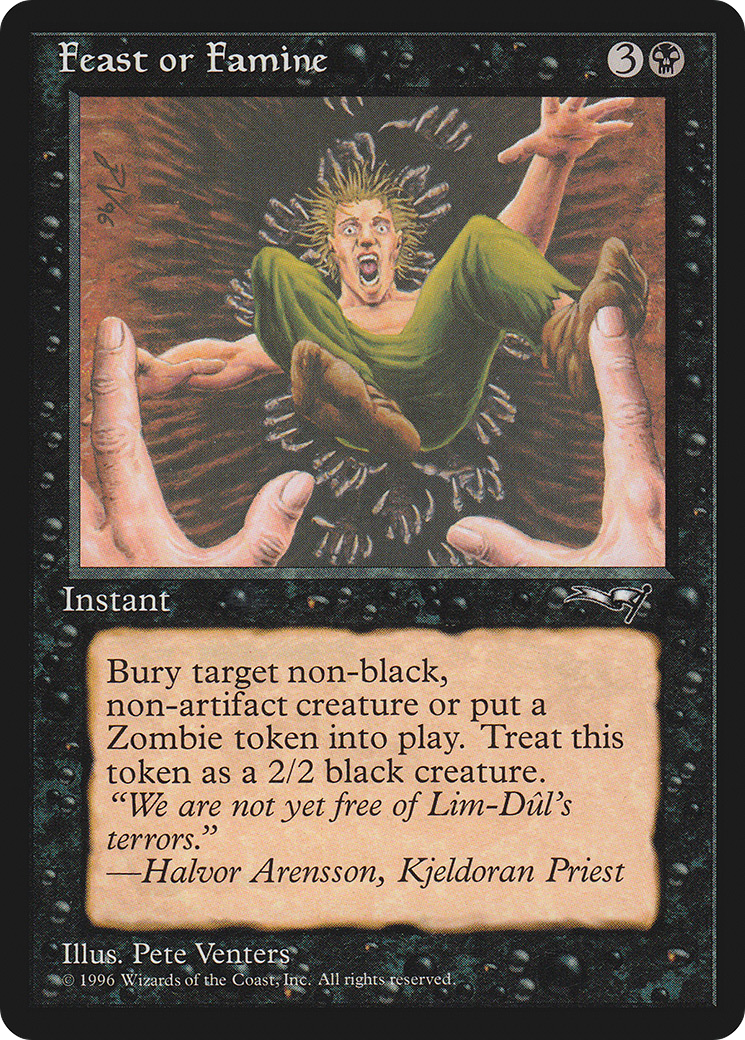 Feast or Famine
3
PV96
Instant
Bury target non-black,
non-artifact creature or put a
Zombie token into play. Treat this
token as a 2/2 black creature.
“We are not yet free of Lim-Dûl’s
terrors.”
—Halvor Arensson, Kjeldoran Priest
Illus. Pete Venters
© 1996 Wizards of the Coast, Inc. All rights reserved.